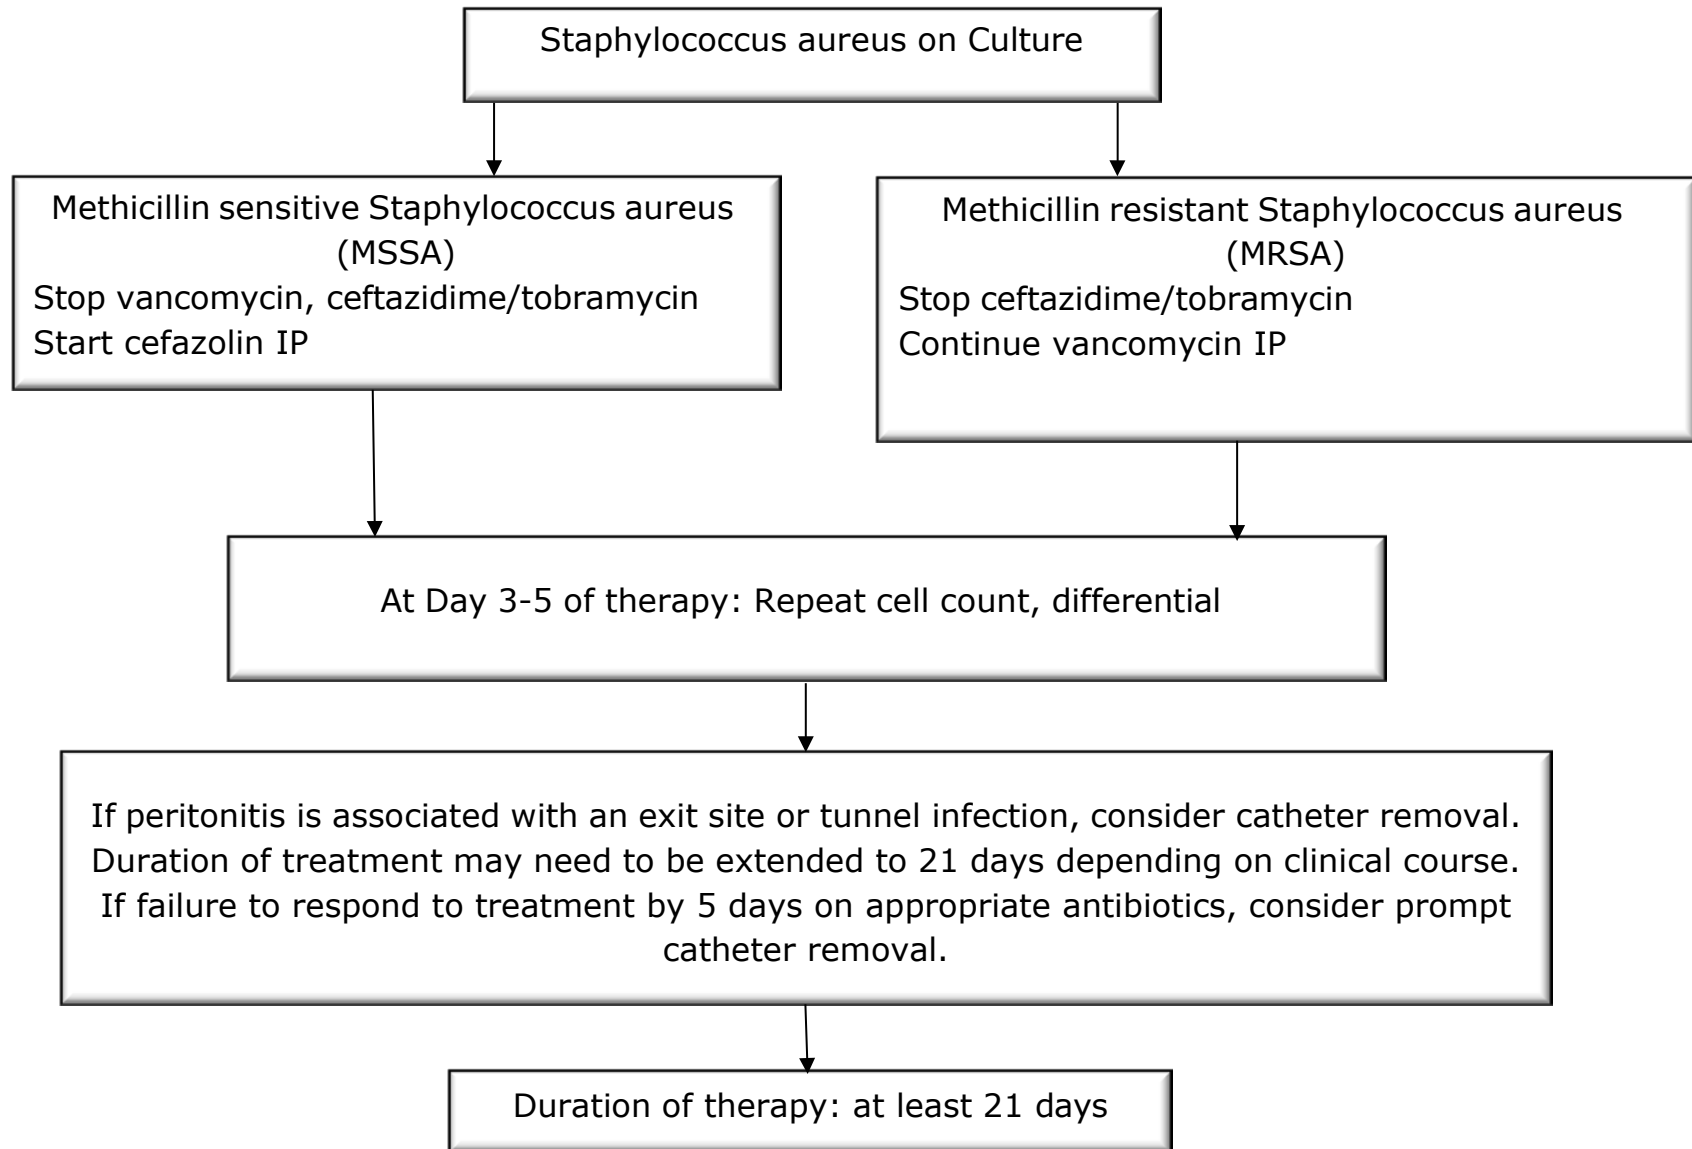 Staphylococcus aureus on Culture
Methicillin sensitive Staphylococcus aureus
(MSSA)
Stop vancomycin, ceftazidime/tobramycin
Start cefazolin IP
Methicillin resistant Staphylococcus aureus
(MRSA)
Stop ceftazidime/tobramycin
Continue vancomycin IP
At Day 3-5 of therapy: Repeat cell count, differential
If peritonitis is associated with an exit site or tunnel infection, consider catheter removal.
Duration of treatment may need to be extended to 21 days depending on clinical course.
If failure to respond to treatment by 5 days on appropriate antibiotics, consider prompt
catheter removal.
Duration of therapy: at least 21 days